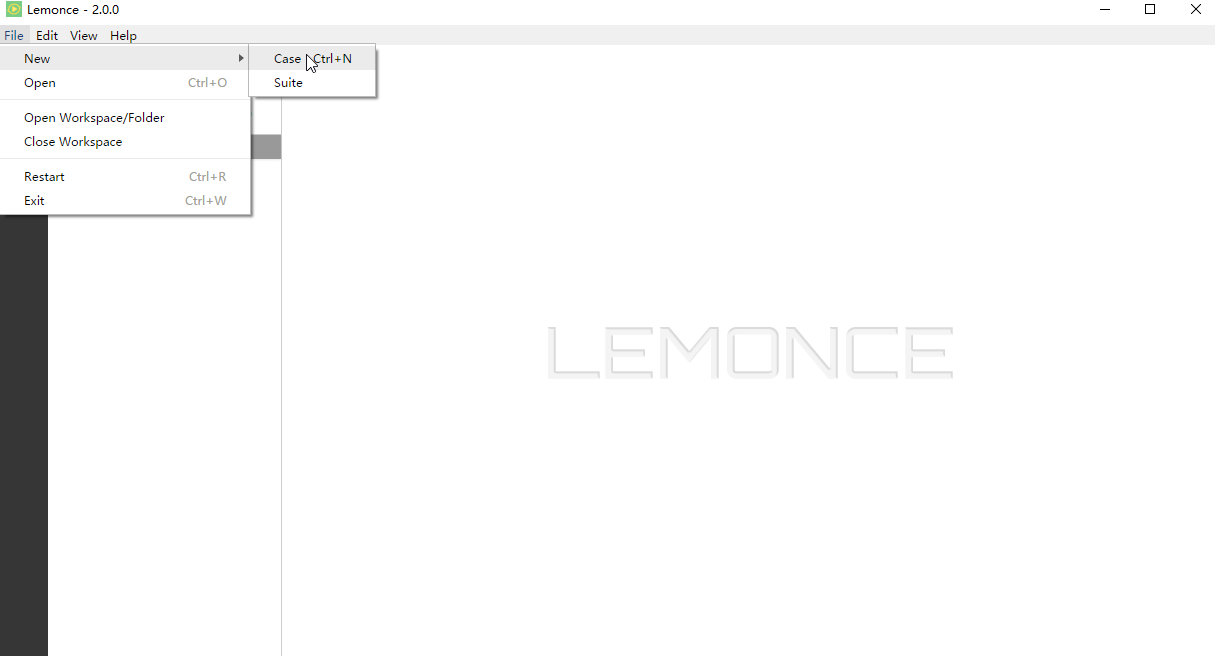 Lemonce - 2.0.0
File Edit View Help
New
Case Ctrl+N
Open Ctrl+O
Suite
Open Workspace/Folder
Close Workspace
Restart Ctrl+R
Exit Ctrl+W
LEMONCE